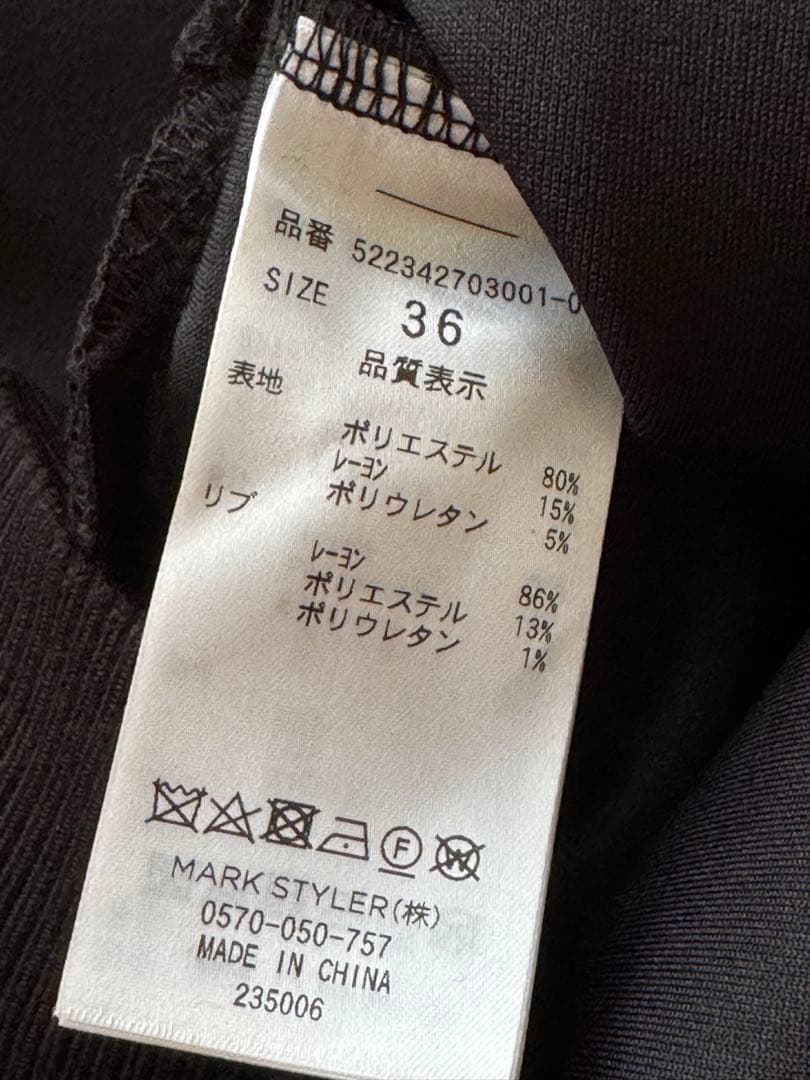 品番 522342703001-0
SIZE 36
品質表示
表地
ポリエステル 80%
レーヨン 15%
ポリウレタン 5%
リブ
レーヨン 86%
ポリエステル 13%
ポリウレタン 1%
F W
MARK STYLER(株)
0570-050-757
MADE IN CHINA
235006